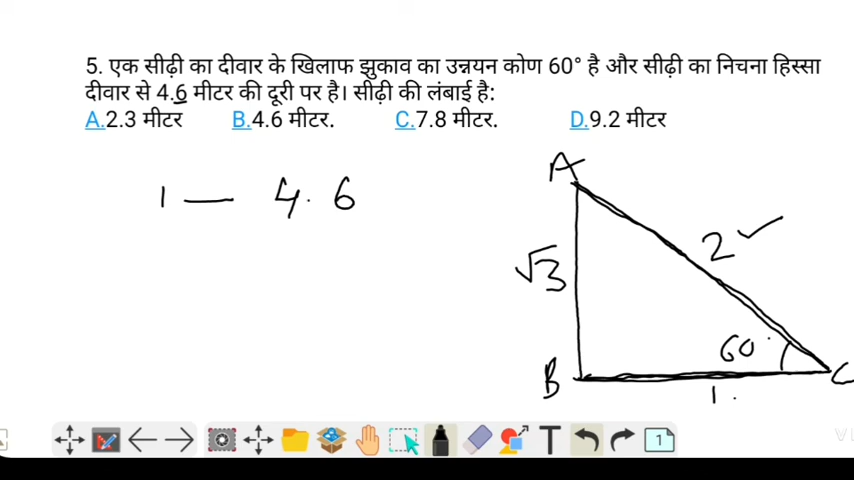 5. एक सीढ़ी का दीवार के खिलाफ झुकाव का उन्नयन कोण 60° है और सीढ़ी का निचना हिस्सा
दीवार से 4.6 मीटर की दूरी पर है। सीढ़ी की लंबाई है:
A.2.3 मीटर B.4.6 मीटर. C.7.8 मीटर. D.9.2 मीटर
A
1 — 4.6
2 ✓
√3
60°
B C
1.
T 1